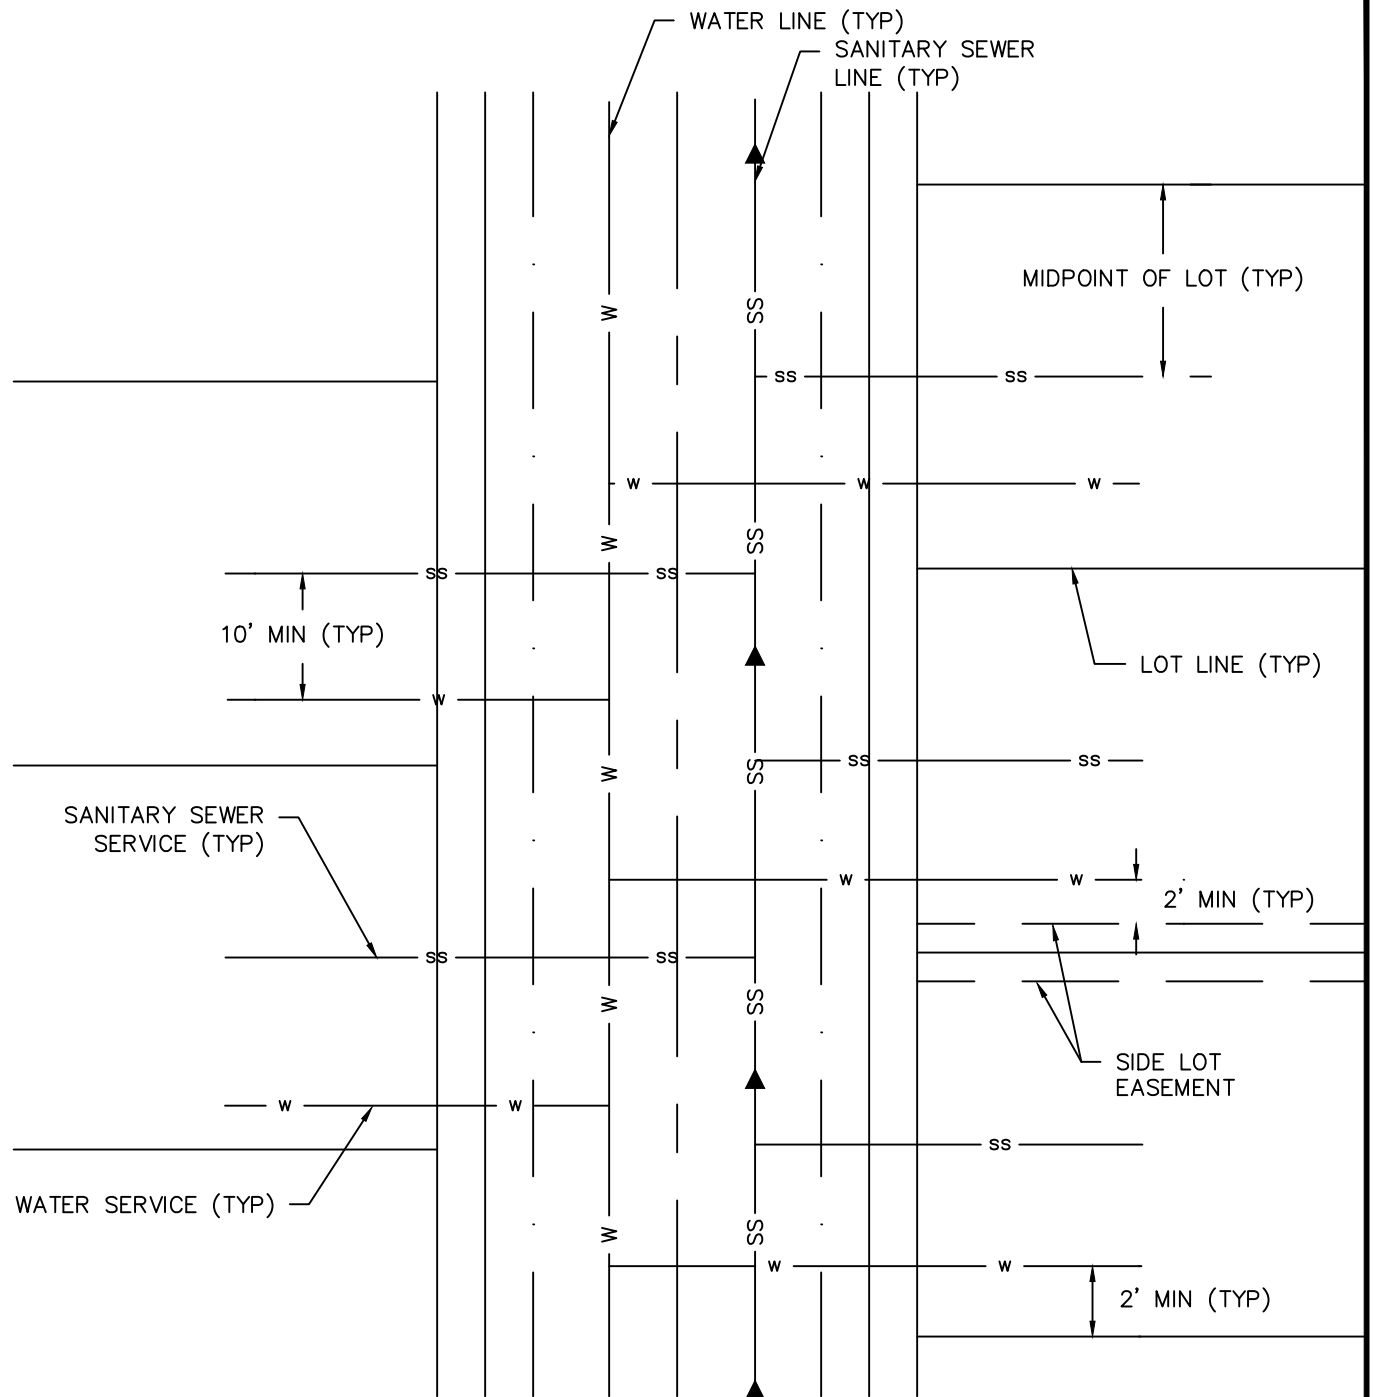 WATER LINE (TYP)
SANITARY SEWER
LINE (TYP)
MIDPOINT OF LOT (TYP)
W
SS
SS
SS
W
W
W
W
SS
SS
SS
10' MIN (TYP)
LOT LINE (TYP)
W
W
SS
SS
SS
SANITARY SEWER
SERVICE (TYP)
W
W
2' MIN (TYP)
SS
SS
W
SS
SIDE LOT
EASEMENT
W
W
SS
WATER SERVICE (TYP)
W
SS
W
W
2' MIN (TYP)